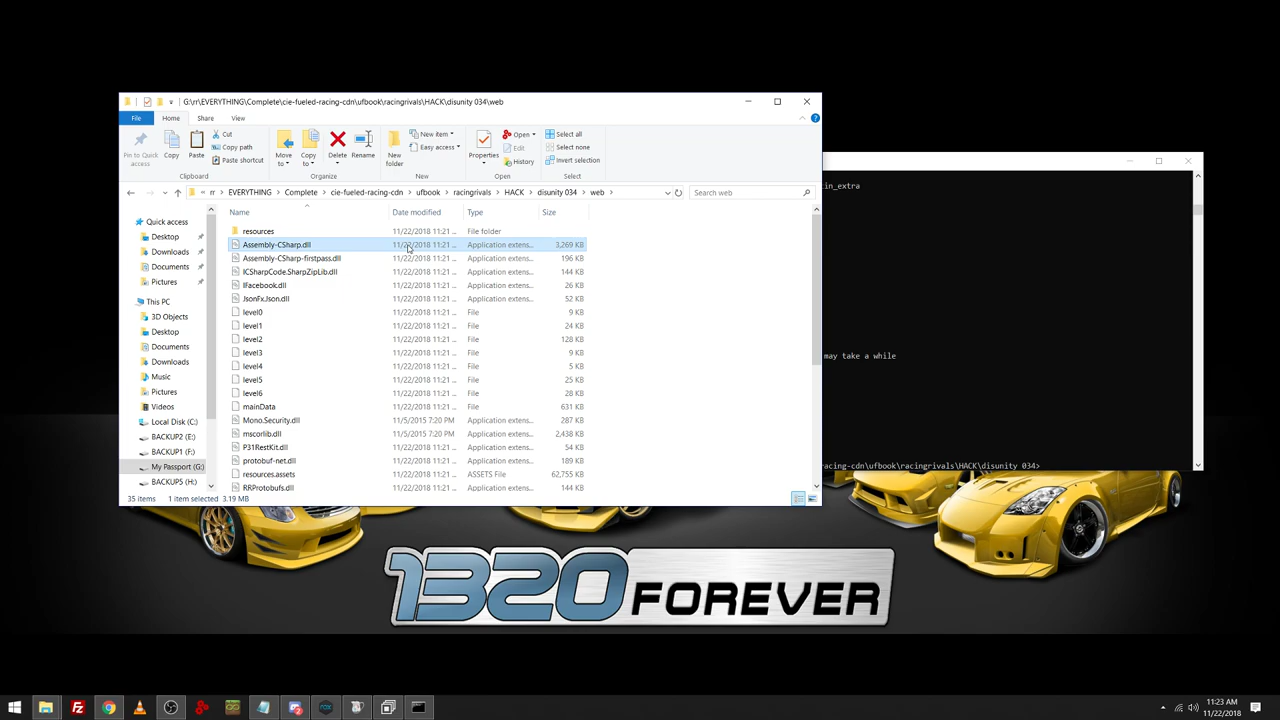 G:\rr\EVERYTHING\Complete\cie-fueled-racing-cdn\ufbook\racingrivals\HACK\disunity 034\web
File Home Share View
Pin to Quick access
Copy
Paste
Cut
Copy path
Paste shortcut
Move to
Copy to
Delete
Rename
New folder
New item
Easy access
Properties
Open
Edit
History
Select all
Select none
Invert selection
Clipboard Organize New Open Select
« rr EVERYTHING Complete cie-fueled-racing-cdn ufbook racingrivals HACK disunity 034 web
Search web
Quick access
Desktop
Downloads
Documents
Pictures
This PC
3D Objects
Desktop
Downloads
Documents
Music
Pictures
Videos
Local Disk (C:)
BACKUP2 (E:)
BACKUP1 (F:)
My Passport (G:)
BACKUP5 (H:)
Name Date modified Type Size
resources 11/22/2018 11:21 ... File folder
Assembly-CSharp.dll 11/22/2018 11:21 ... Application extens... 3,269 KB
Assembly-CSharp-firstpass.dll 11/22/2018 11:21 ... Application extens... 196 KB
ICSharpCode.SharpZipLib.dll 11/22/2018 11:21 ... Application extens... 144 KB
IFacebook.dll 11/22/2018 11:21 ... Application extens... 26 KB
JsonFx.Json.dll 11/22/2018 11:21 ... Application extens... 52 KB
level0 11/22/2018 11:21 ... File 9 KB
level1 11/22/2018 11:21 ... File 24 KB
level2 11/22/2018 11:21 ... File 128 KB
level3 11/22/2018 11:21 ... File 9 KB
level4 11/22/2018 11:21 ... File 5 KB
level5 11/22/2018 11:21 ... File 25 KB
level6 11/22/2018 11:21 ... File 28 KB
mainData 11/22/2018 11:21 ... File 631 KB
Mono.Security.dll 11/5/2015 7:20 PM Application extens... 287 KB
mscorlib.dll 11/5/2015 7:20 PM Application extens... 2,438 KB
P31RestKit.dll 11/22/2018 11:21 ... Application extens... 54 KB
protobuf-net.dll 11/22/2018 11:21 ... Application extens... 189 KB
resources.assets 11/22/2018 11:21 ... ASSETS File 62,755 KB
RRProtobufs.dll 11/22/2018 11:21 ... Application extens... 144 KB
35 items 1 item selected 3.19 MB
in_extra
may take a while
acing-cdn\ufbook\racingrivals\HACK\disunity 034>
1320 FOREVER
11:23 AM
11/22/2018